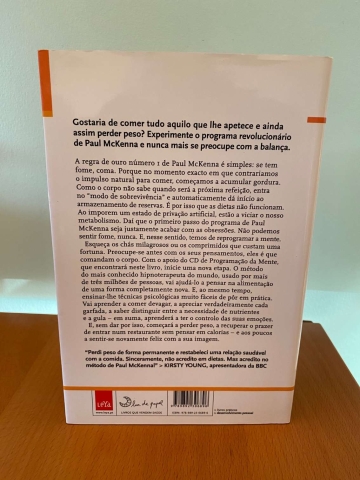 Gostaria de comer tudo aquilo que lhe apetece e ainda
assim perder peso? Experimente o programa revolucionário
de Paul McKenna e nunca mais se preocupe com a balança.
A regra de ouro número 1 de Paul McKenna é simples: se tem
fome, coma. Porque no momento exacto em que contrariamos
o impulso natural para comer, começamos a acumular gordura.
Como o corpo não sabe quando será a próxima refeição, entra
no "modo de sobrevivência" e automaticamente dá início ao
armazenamento de reservas. É por isso que as dietas não funcionam.
Ao imporem um estado de privação artificial, estão a viciar o nosso
metabolismo. Daí que o primeiro passo do programa de Paul
McKenna seja justamente acabar com as obsessões. Não podemos
sentir fome, nunca. E, nesse sentido, temos de reprogramar a mente.
Esqueça os chás milagrosos ou os comprimidos que custam uma
fortuna. Preocupe-se antes com os seus pensamentos, eles é que
comandam o corpo. Com o apoio do CD de Programação da Mente,
que encontrará neste livro, inicie uma nova etapa. O método
do mais conhecido hipnoterapeuta do mundo, usado por mais
de três milhões de pessoas, vai ajudá-lo a pensar na alimentação
de uma forma completamente nova. E, ao mesmo tempo,
ensinar-lhe técnicas psicológicas muito fáceis de pôr em prática.
Vai aprender a comer devagar, a apreciar verdadeiramente cada
garfada, a saber distinguir entre a necessidade de nutrientes
e a gula – em suma, aprenderá a ter o controlo das suas emoções.
E, sem dar por isso, começará a perder peso, a recuperar o prazer
de entrar num restaurante sem pensar em calorias – e aos poucos
a sentir-se novamente feliz com a sua imagem.
"Perdi peso de forma permanente e restabeleci uma relação saudável
com a comida. Sinceramente, não acredito em dietas. Mas acredito no
método de Paul McKenna!" > KIRSTY YOUNG, apresentadora da BBC
leYa